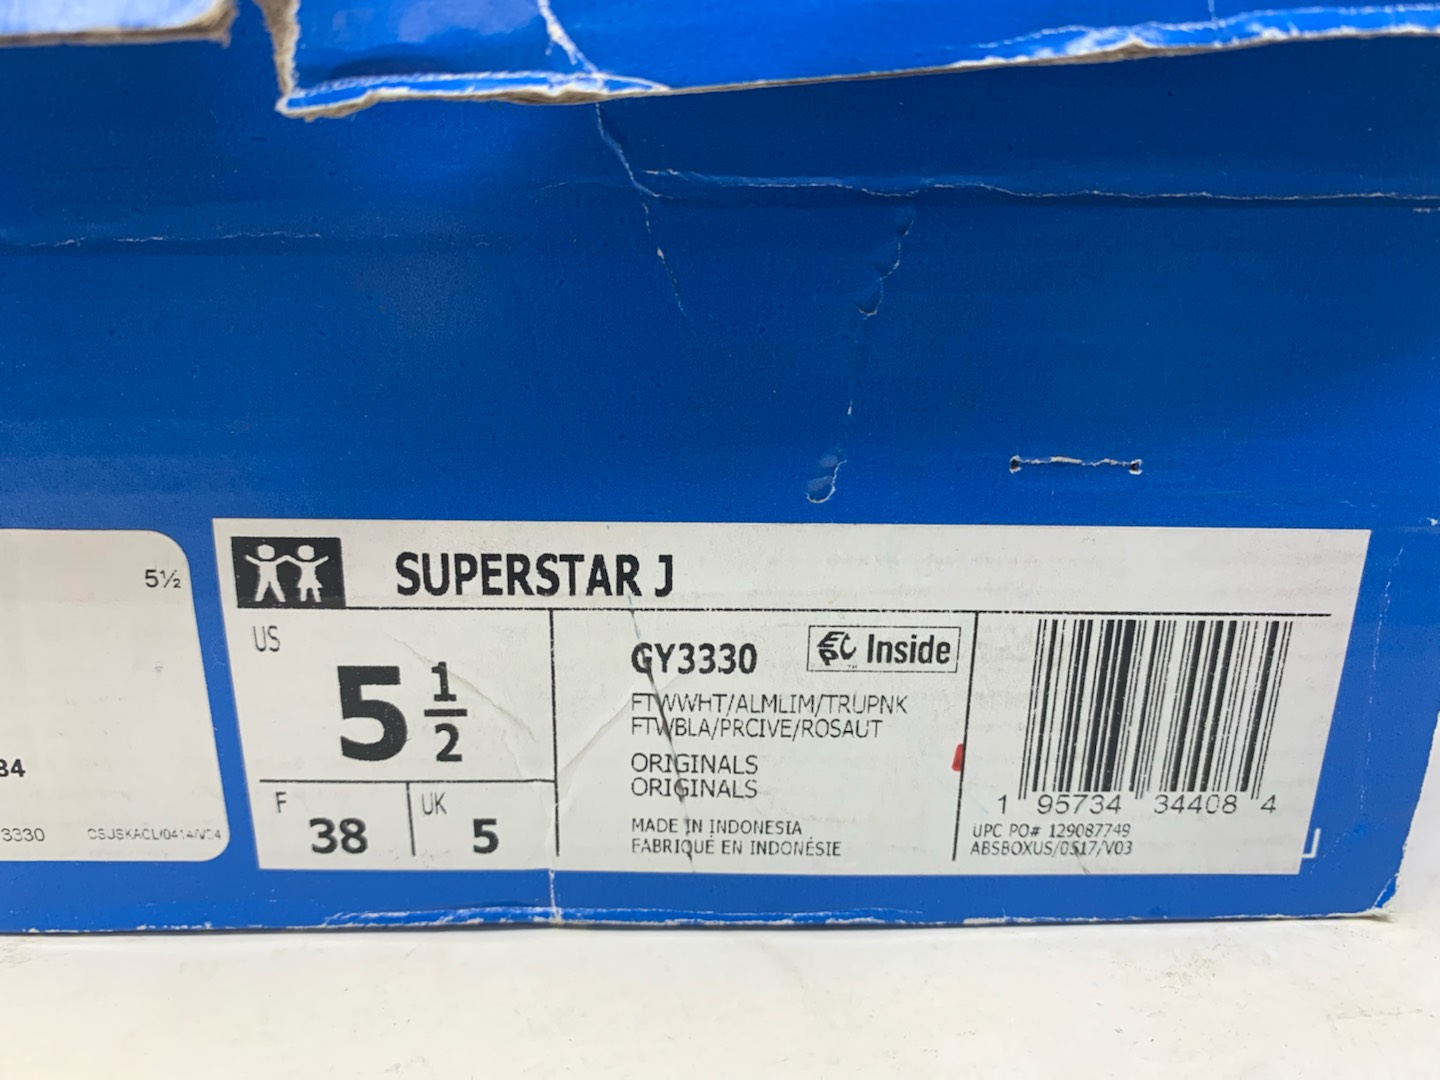 5½
34
3330
SUPERSTAR J
US
5 1/2
F
38
UK
5
GY3330
EPC Inside
FTWWHT/ALMLIM/TRUPNK
FTWBLA/PRCIVE/ROSAUT
ORIGINALS
ORIGINALS
MADE IN INDONESIA
FABRIQUÉ EN INDONÉSIE
1 95734 34408 4
UPC PO# 129087749
ABSBOXUS/0517/V03